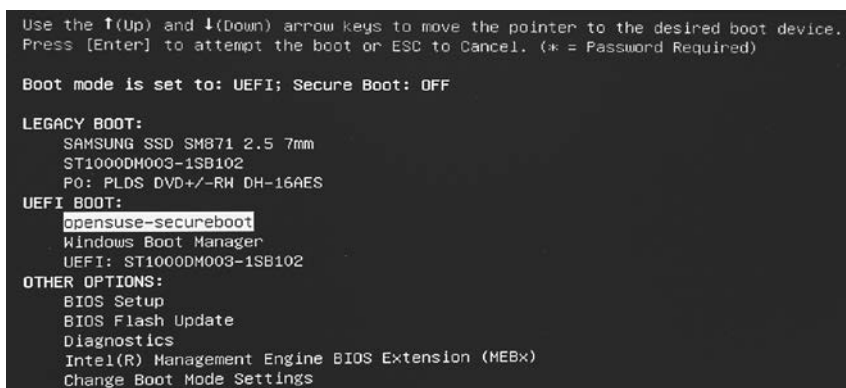 Use the ↑(Up) and ↓(Down) arrow keys to move the pointer to the desired boot device.
Press [Enter] to attempt the boot or ESC to Cancel. (* = Password Required)
Boot mode is set to: UEFI; Secure Boot: OFF
LEGACY BOOT:
SAMSUNG SSD SM871 2.5 7mm
ST1000DM003-1SB102
PO: PLDS DVD+/-RW DH-16AES
UEFI BOOT:
opensuse-secureboot
Windows Boot Manager
UEFI: ST1000DM003-1SB102
OTHER OPTIONS:
BIOS Setup
BIOS Flash Update
Diagnostics
Intel(R) Management Engine BIOS Extension (MEBx)
Change Boot Mode Settings